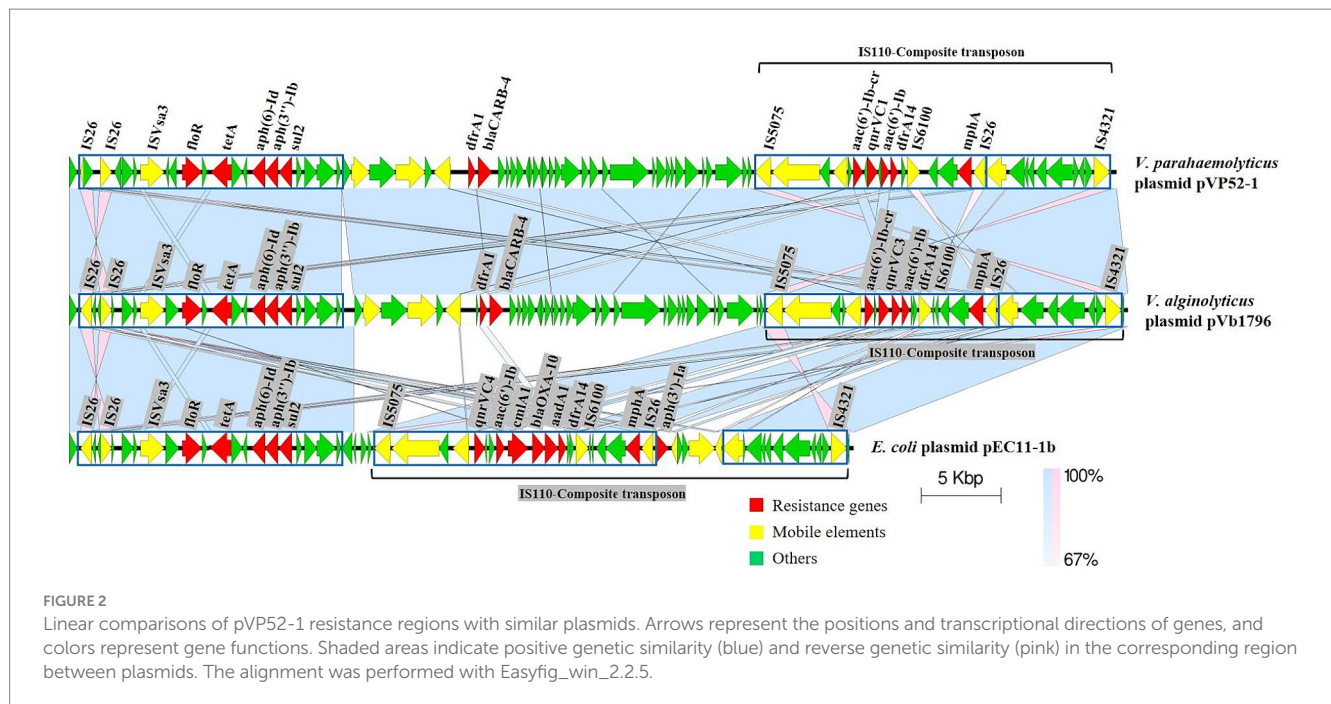 IS110-Composite transposon
IS26
IS26
ISVsa3
floR
tetA
aph(6)-Id
aph(3'')-Ib
sul2
dfrA1
blaCARB-4
IS5075
aac(6')-Ib-cr
qnrVC1
aac(6')-Ib
dfrA14
IS6100
mphA
IS26
IS4321
V. parahaemolyticus
plasmid pVP52-1
IS26
IS26
ISVsa3
floR
tetA
aph(6)-Id
aph(3'')-Ib
sul2
dfrA1
blaCARB-4
IS5075
aac(6')-Ib-cr
qnrVC3
aac(6')-Ib
dfrA14
IS6100
mphA
IS26
IS4321
V. alginolyticus
plasmid pVb1796
IS110-Composite transposon
IS26
IS26
ISVsa3
floR
tetA
aph(6)-Id
aph(3'')-Ib
sul2
IS5075
qnrVC4
aac(6')-Ib
cmlA1
blaOXA-10
aadA1
dfrA14
IS6100
mphA
IS26
aph(3')-Ia
IS4321
E. coli plasmid pEC11-1b
IS110-Composite transposon
5 Kbp
100%
67%
Resistance genes
Mobile elements
Others
FIGURE 2
Linear comparisons of pVP52-1 resistance regions with similar plasmids. Arrows represent the positions and transcriptional directions of genes, and
colors represent gene functions. Shaded areas indicate positive genetic similarity (blue) and reverse genetic similarity (pink) in the corresponding region
between plasmids. The alignment was performed with Easyfig_win_2.2.5.